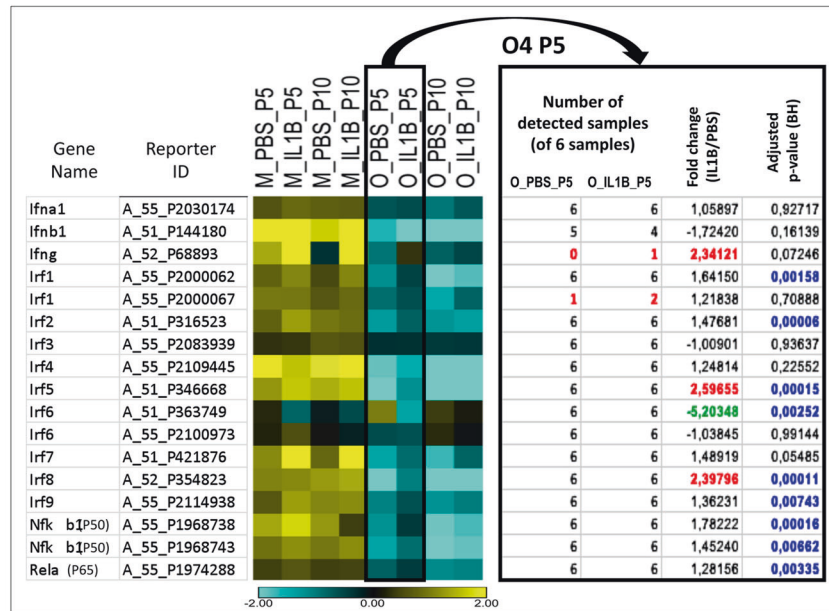 O4 P5
M_PBS_P5
M_IL1B_P5
M_PBS_P10
M_IL1B_P10
O_PBS_P5
O_IL1B_P5
O_PBS_P10
O_IL1B_P10
Gene Name
Reporter ID
Number of
detected samples
(of 6 samples)
O_PBS_P5 O_IL1B_P5
Fold change
(IL1B/PBS)
Adjusted
p-value (BH)
Ifna1 A_55_P2030174 6 6 1,05897 0,92717
Ifnb1 A_51_P144180 5 4 -1,72420 0,16139
Ifng A_52_P68893 0 1 2,34121 0,07246
Irf1 A_55_P2000062 6 6 1,64150 0,00158
Irf1 A_55_P2000067 1 2 1,21838 0,70888
Irf2 A_51_P316523 6 6 1,47681 0,00006
Irf3 A_55_P2083939 6 6 -1,00901 0,93637
Irf4 A_55_P2109445 6 6 1,24814 0,22552
Irf5 A_51_P346668 6 6 2,59655 0,00015
Irf6 A_51_P363749 6 6 -5,20348 0,00252
Irf6 A_55_P2100973 6 6 -1,03845 0,99144
Irf7 A_51_P421876 6 6 1,48919 0,05485
Irf8 A_52_P354823 6 6 2,39796 0,00011
Irf9 A_55_P2114938 6 6 1,36231 0,00743
Nfk b1(P50) A_55_P1968738 6 6 1,78222 0,00016
Nfk b1(P50) A_55_P1968743 6 6 1,45240 0,00662
Rela (P65) A_55_P1974288 6 6 1,28156 0,00335
-2.00 0.00 2.00